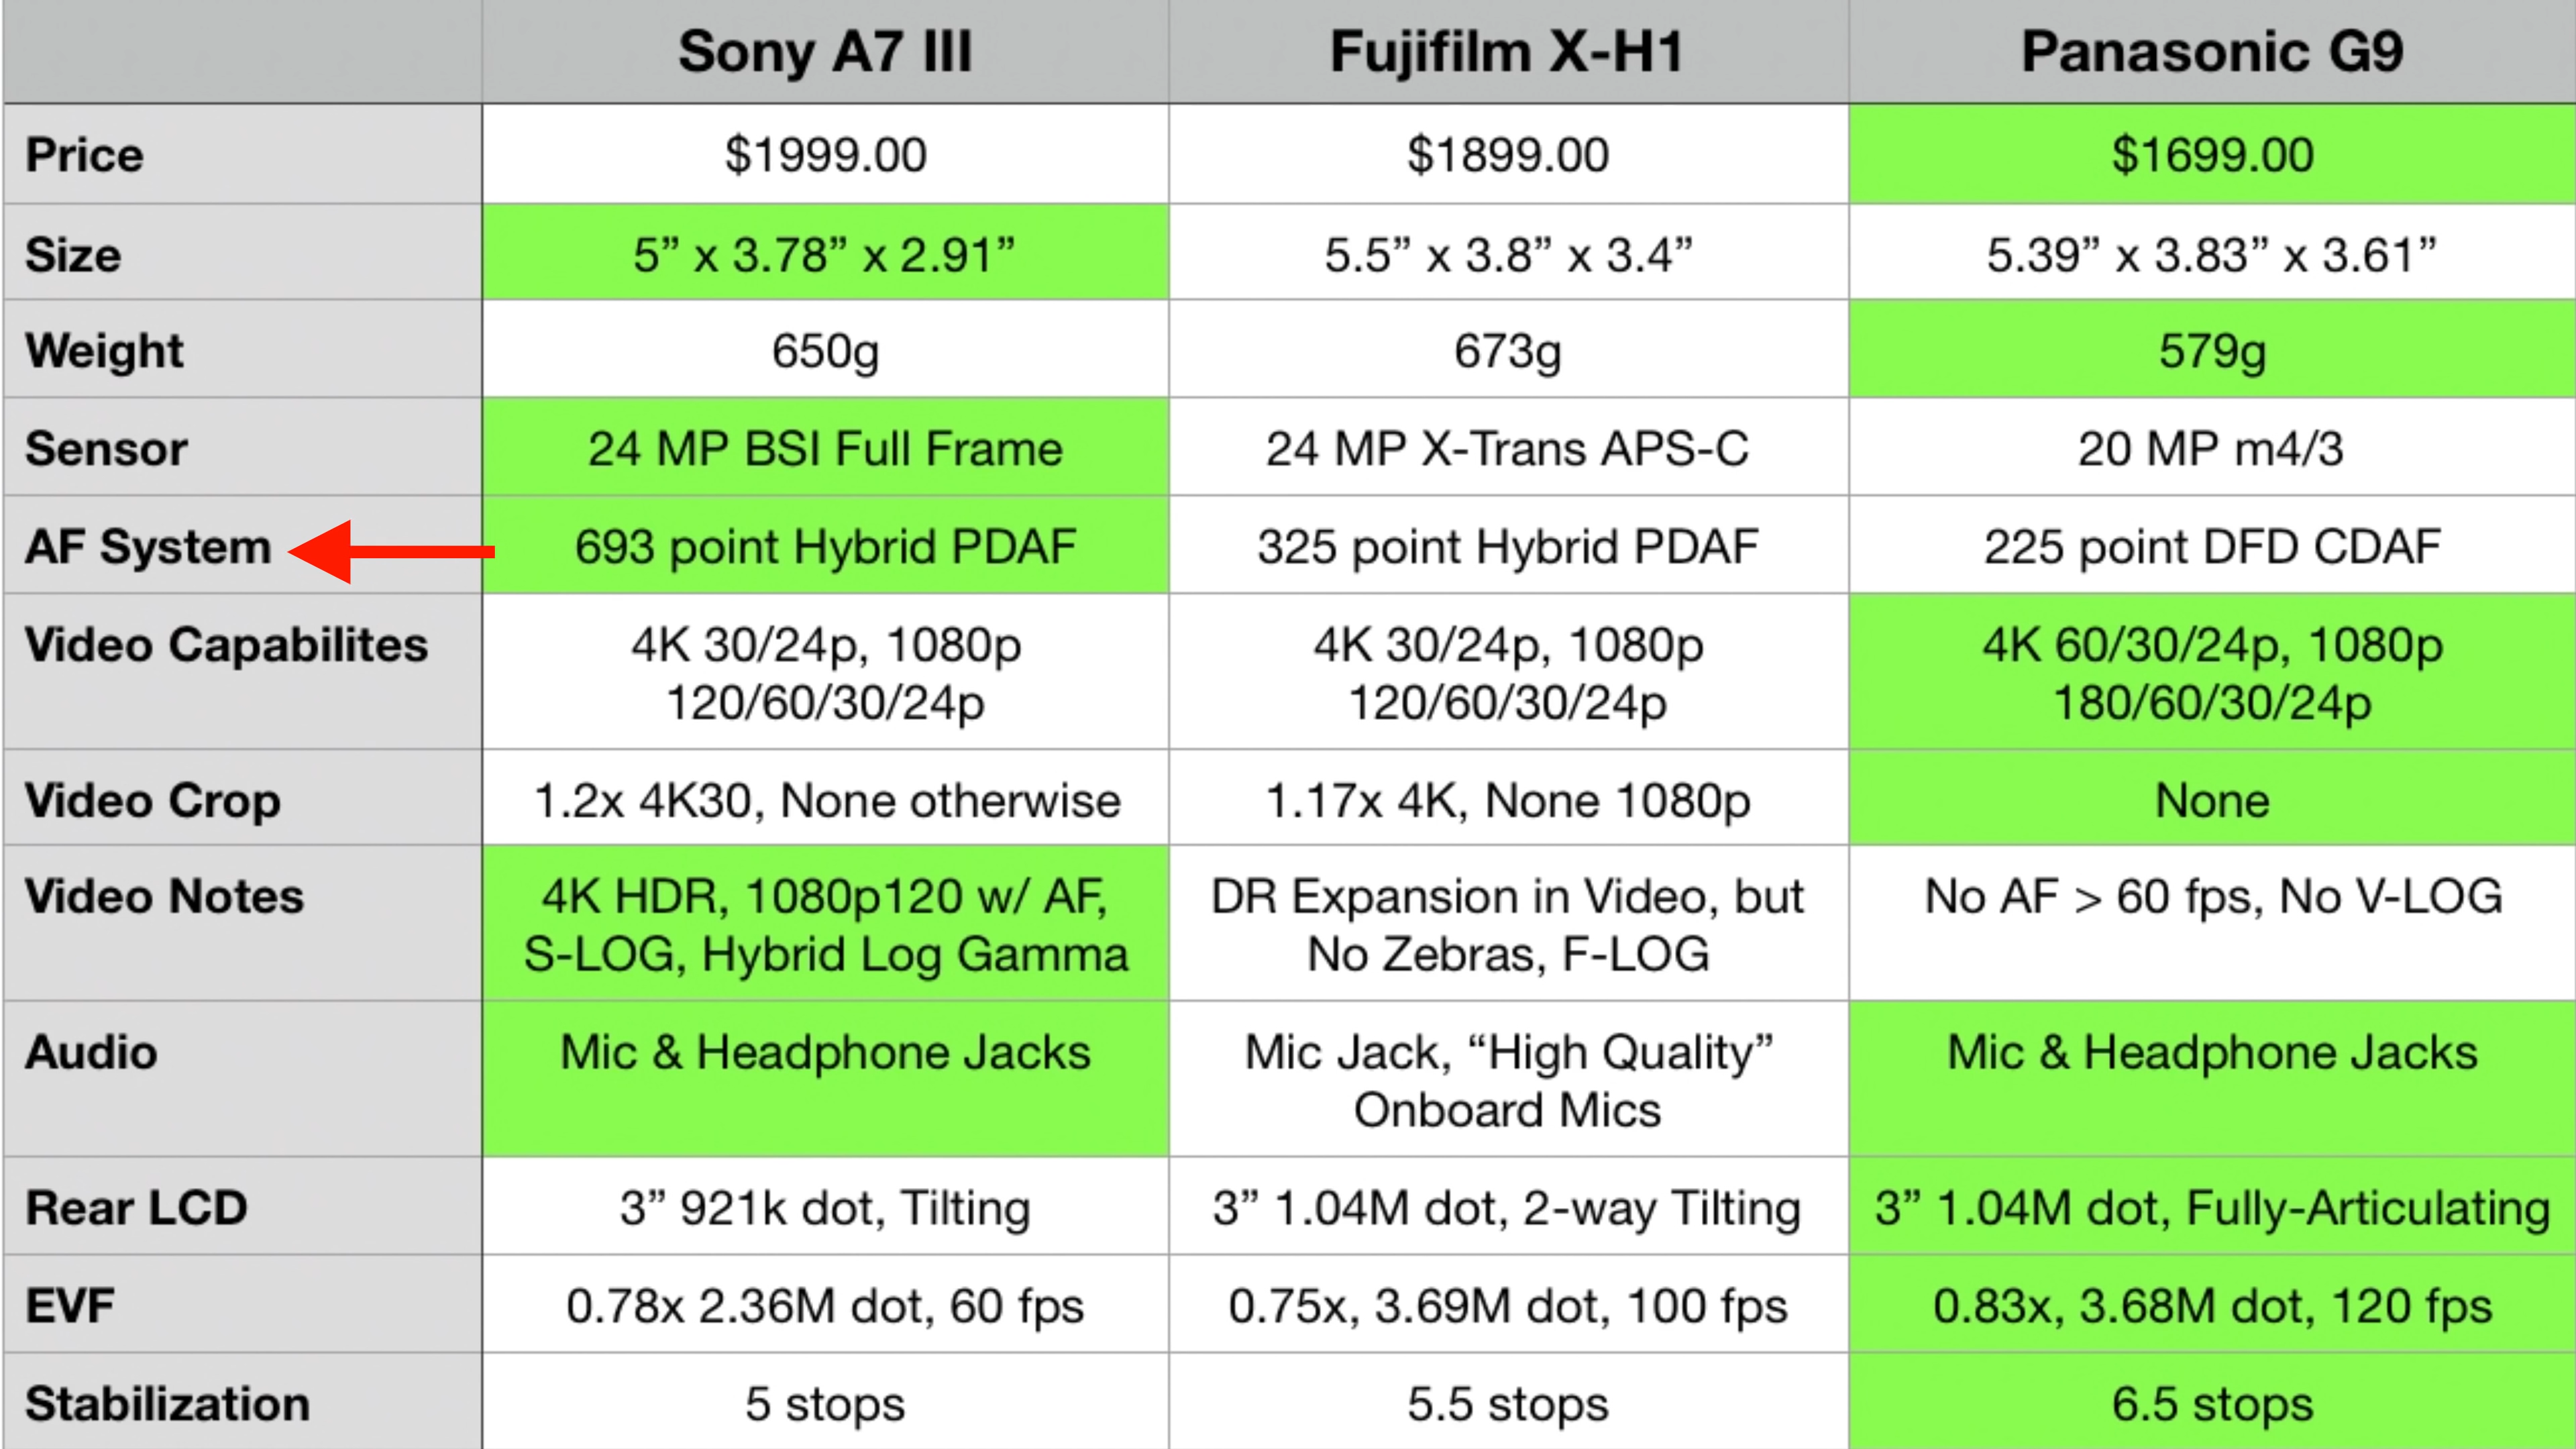 Sony A7 III Fujifilm X-H1 Panasonic G9
Price $1999.00 $1899.00 $1699.00
Size 5” x 3.78” x 2.91” 5.5” x 3.8” x 3.4” 5.39” x 3.83” x 3.61”
Weight 650g 673g 579g
Sensor 24 MP BSI Full Frame 24 MP X-Trans APS-C 20 MP m4/3
AF System 693 point Hybrid PDAF 325 point Hybrid PDAF 225 point DFD CDAF
Video Capabilites 4K 30/24p, 1080p 4K 30/24p, 1080p 4K 60/30/24p, 1080p
120/60/30/24p 120/60/30/24p 180/60/30/24p
Video Crop 1.2x 4K30, None otherwise 1.17x 4K, None 1080p None
Video Notes 4K HDR, 1080p120 w/ AF, DR Expansion in Video, but No AF > 60 fps, No V-LOG
S-LOG, Hybrid Log Gamma No Zebras, F-LOG
Audio Mic & Headphone Jacks Mic Jack, “High Quality” Mic & Headphone Jacks
Onboard Mics
Rear LCD 3” 921k dot, Tilting 3” 1.04M dot, 2-way Tilting 3” 1.04M dot, Fully-Articulating
EVF 0.78x 2.36M dot, 60 fps 0.75x, 3.69M dot, 100 fps 0.83x, 3.68M dot, 120 fps
Stabilization 5 stops 5.5 stops 6.5 stops